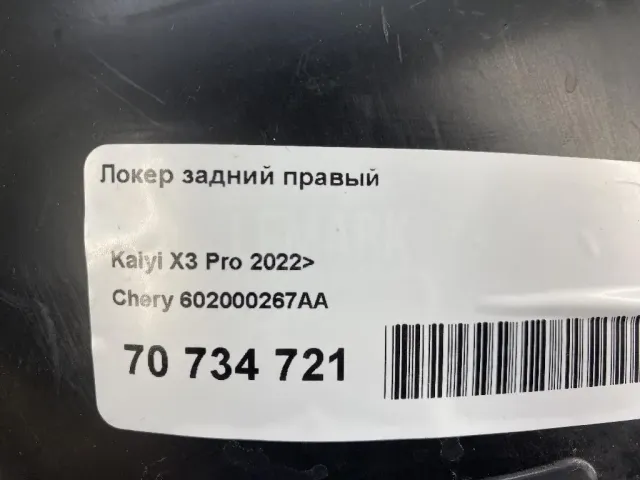 Локер задний правый
Kaiyi X3 Pro 2022>
Chery 602000267AA
70 734 721